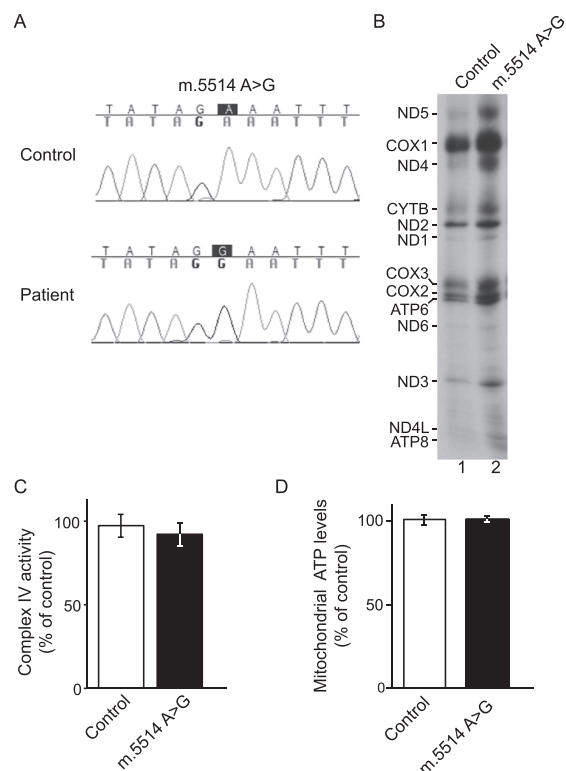 A
m.5514 A>G
T A T A G A A A T T T
T A T A G A A A T T T
Control
T A T A G G A A T T T
T A T A G G A A T T T
Patient
B
Control
m.5514 A>G
ND5
COX1
ND4
CYTB
ND2
ND1
COX3
COX2
ATP6
ND6
ND3
ND4L
ATP8
1 2
C
Complex IV activity
(% of control)
100
50
0
Control
m.5514 A>G
D
Mitochondrial ATP levels
(% of control)
100
50
0
Control
m.5514 A>G